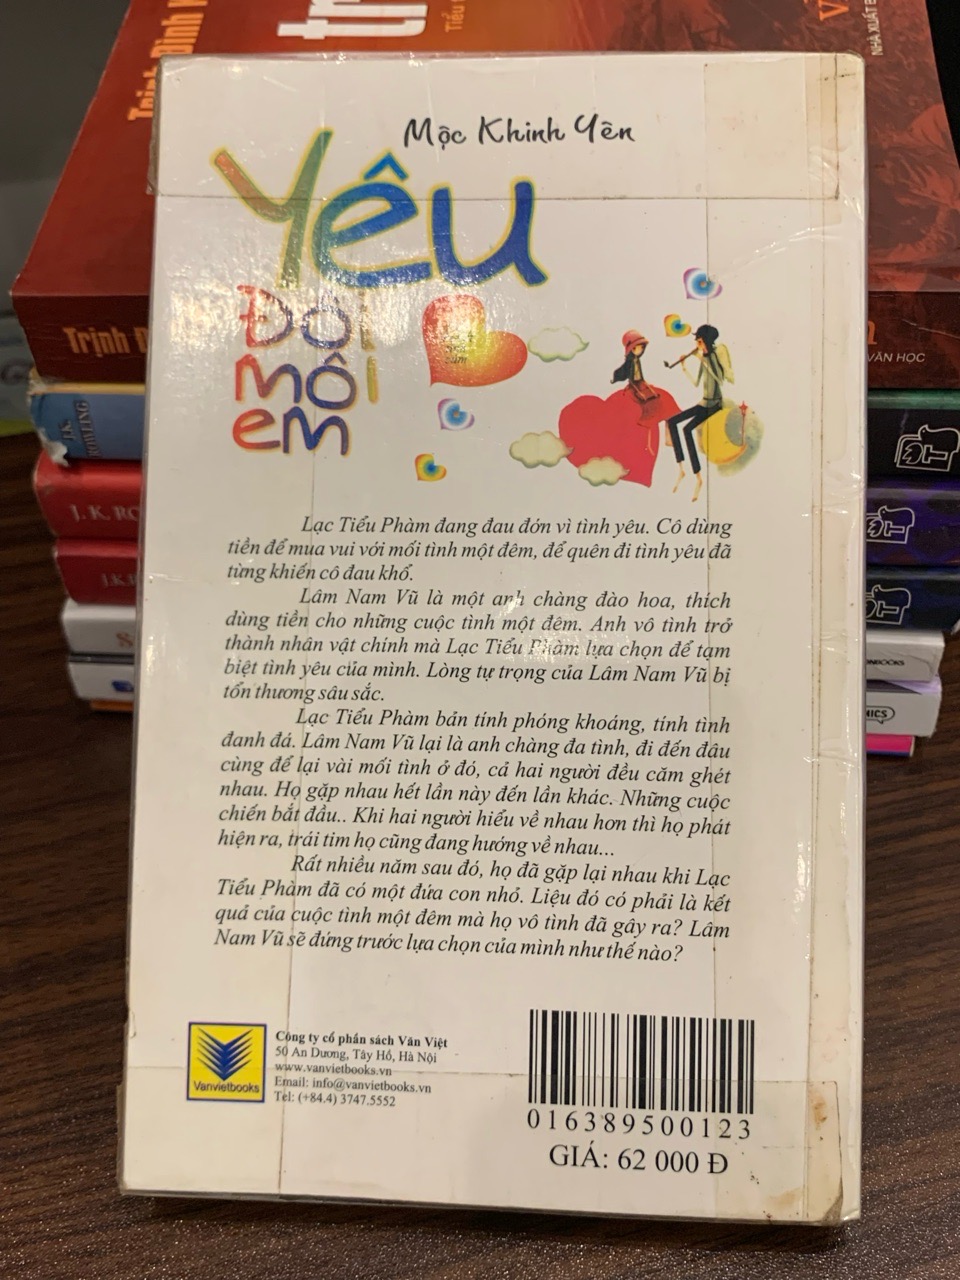 Trịnh Đình
tr
Tiểu
NHÀ XUẤT B
Mộc Khinh Yên
Yêu
ĐÔI
MÔI
EM
Trịnh
VĂN HỌC
J.K.
ROWLING
J. K. RO
J.K.
Lạc Tiểu Phàm đang đau đớn vì tình yêu. Cô dùng
tiền để mua vui với mối tình một đêm, để quên đi tình yêu đã
từng khiến cô đau khổ.
Lâm Nam Vũ là một anh chàng đào hoa, thích
dùng tiền cho những cuộc tình một đêm. Anh vô tình trở
thành nhân vật chính mà Lạc Tiểu Phàm lựa chọn để tạm
biệt tình yêu của mình. Lòng tự trọng của Lâm Nam Vũ bị
tổn thương sâu sắc.
Lạc Tiểu Phàm bản tính phóng khoáng, tính tình
đanh đá. Lâm Nam Vũ lại là anh chàng đa tình, đi đến đâu
cũng để lại vài mối tình ở đó, cả hai người đều căm ghét
nhau. Họ gặp nhau hết lần này đến lần khác. Những cuộc
chiến bắt đầu.. Khi hai người hiểu về nhau hơn thì họ phát
hiện ra, trái tim họ cũng đang hướng về nhau...
Rất nhiều năm sau đó, họ đã gặp lại nhau khi Lạc
Tiểu Phàm đã có một đứa con nhỏ. Liệu đó có phải là kết
quả của cuộc tình một đêm mà họ vô tình đã gây ra? Lâm
Nam Vũ sẽ đứng trước lựa chọn của mình như thế nào?
Vanvietbooks
Công ty cổ phần sách Văn Việt
50 An Dương, Tây Hồ, Hà Nội
www.vanvietbooks.vn
Email: info@vanvietbooks.vn
Tel: (+84.4) 3747.5552
016389500123
GIÁ: 62 000 Đ